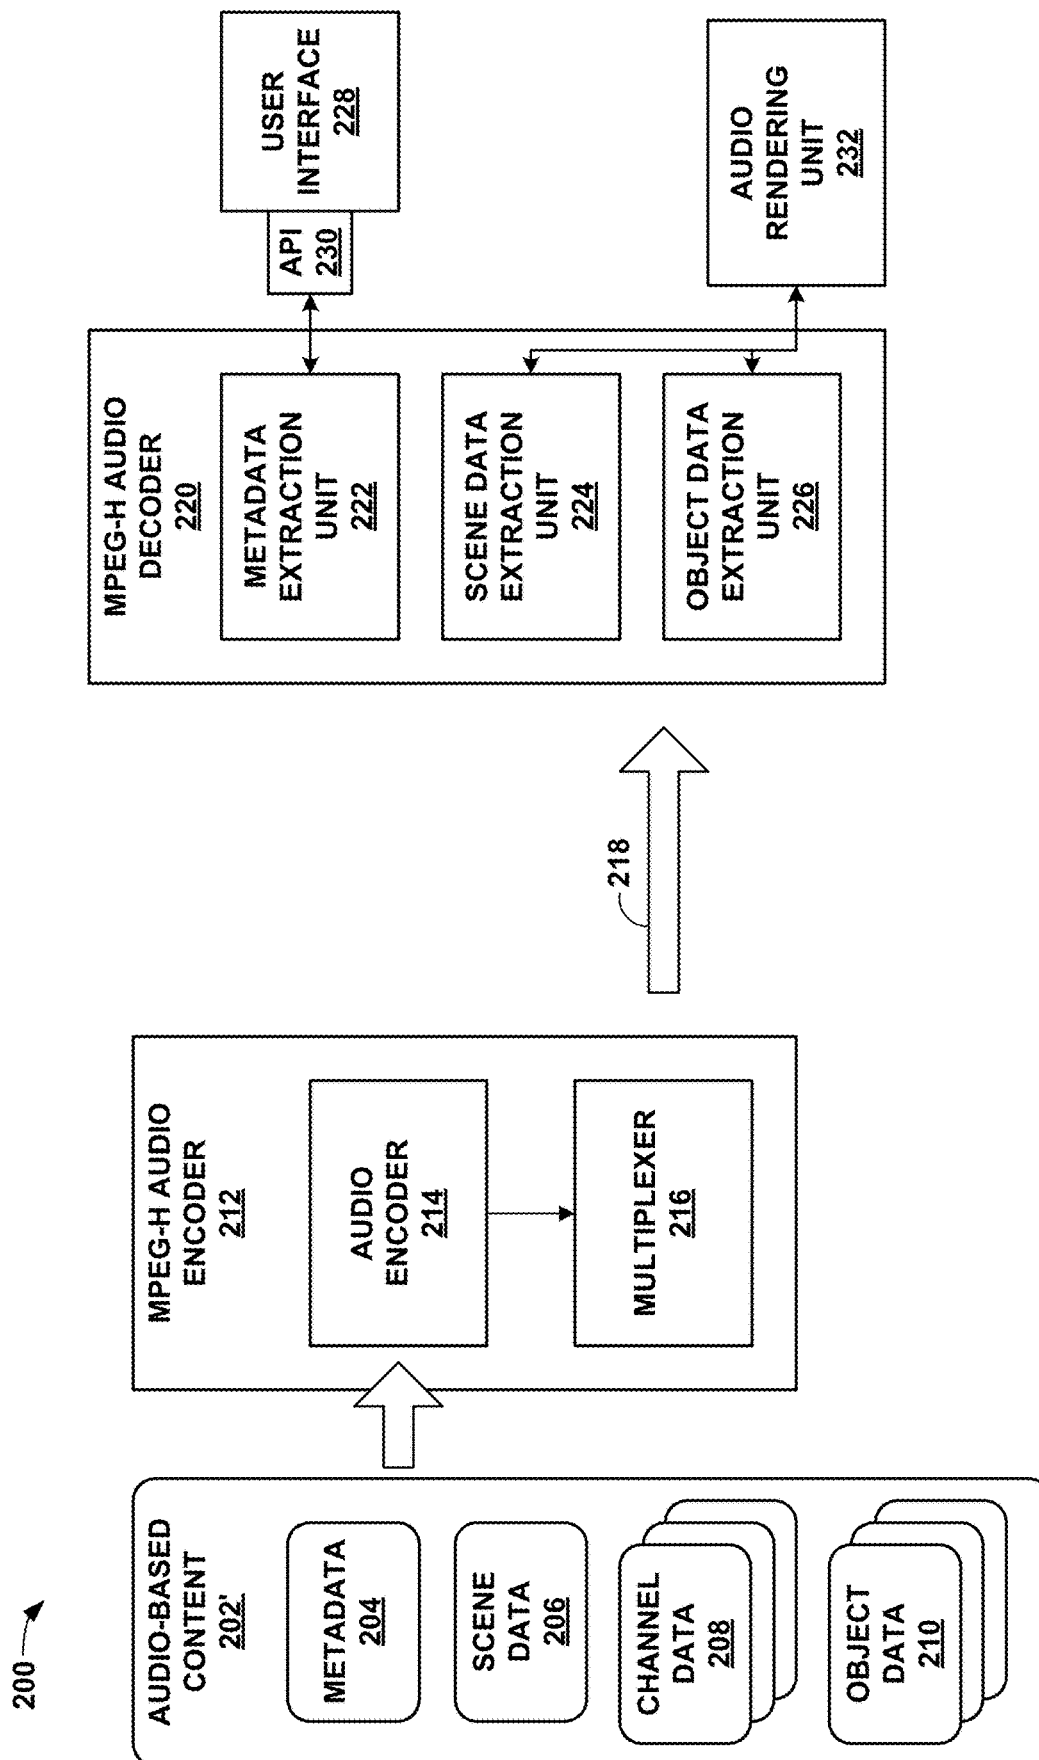 200
AUDIO-BASED
CONTENT
202'
METADATA
204
SCENE
DATA
206
CHANNEL
DATA
208
OBJECT
DATA
210
MPEG-H AUDIO
ENCODER
212
AUDIO
ENCODER
214
MULTIPLEXER
216
218
MPEG-H AUDIO
DECODER
220
METADATA
EXTRACTION
UNIT
222
SCENE DATA
EXTRACTION
UNIT
224
OBJECT DATA
EXTRACTION
UNIT
226
API
230
USER
INTERFACE
228
AUDIO
RENDERING
UNIT
232